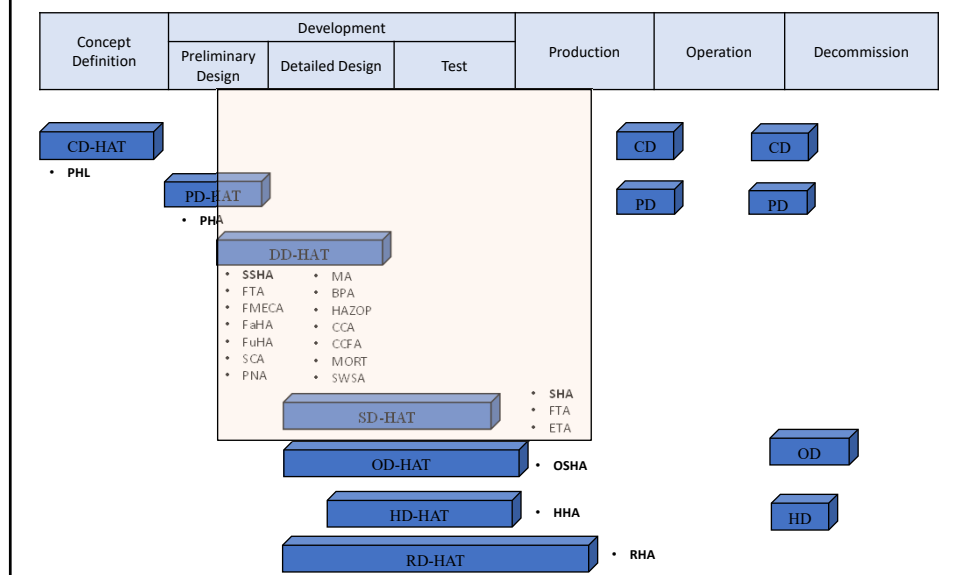 Concept
Definition
Development
Preliminary
Design
Detailed Design
Test
Production
Operation
Decommission
CD-HAT
• PHL
CD
CD
PD-HAT
• PHA
PD
PD
DD-HAT
• SSHA
• FTA
• FMECA
• FaHA
• FuHA
• SCA
• PNA
• MA
• BPA
• HAZOP
• CCA
• CCFA
• MORT
• SWSA
SD-HAT
• SHA
• FTA
• ETA
OD-HAT
• OSHA
OD
HD-HAT
• HHA
HD
RD-HAT
• RHA